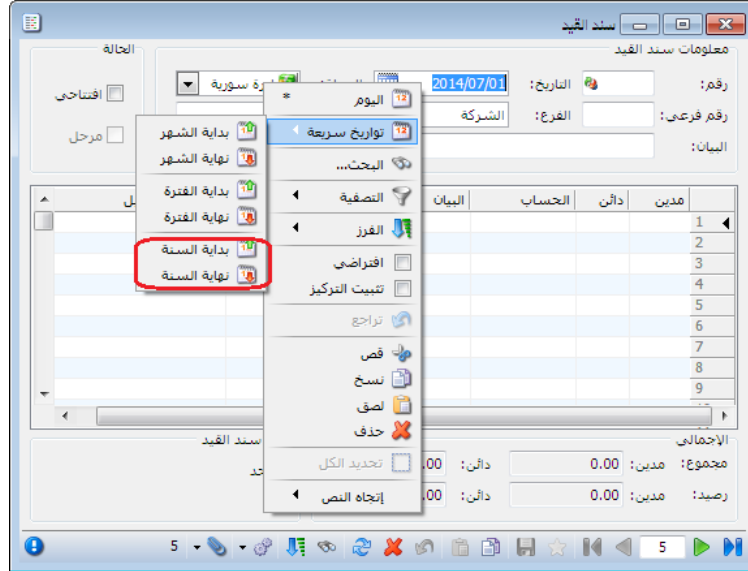 سند القيد
معلومات سند القيد
الحالة
رقم:
التاريخ:
2014/07/01
رة سورية
افتتاحي
رقم فرعي:
الفرع:
الشركة
مرحل
البيان:
مدين
دائن
الحساب
البيان
1
2
3
4
5
6
7
8
9
اليوم *
تواريخ سريعة
البحث...
التصفية
الفرز
افتراضي
تثبيت التركيز
تراجع
قص
نسخ
لصق
حذف
تحديد الكل
إتجاه النص
بداية الشهر
نهاية الشهر
بداية الفترة
نهاية الفترة
بداية السنة
نهاية السنة
الإجمالي
سند القيد
مجموع: مدين: 0.00 دائن: .00
رصيد: مدين: 0.00 دائن: .00
5
5